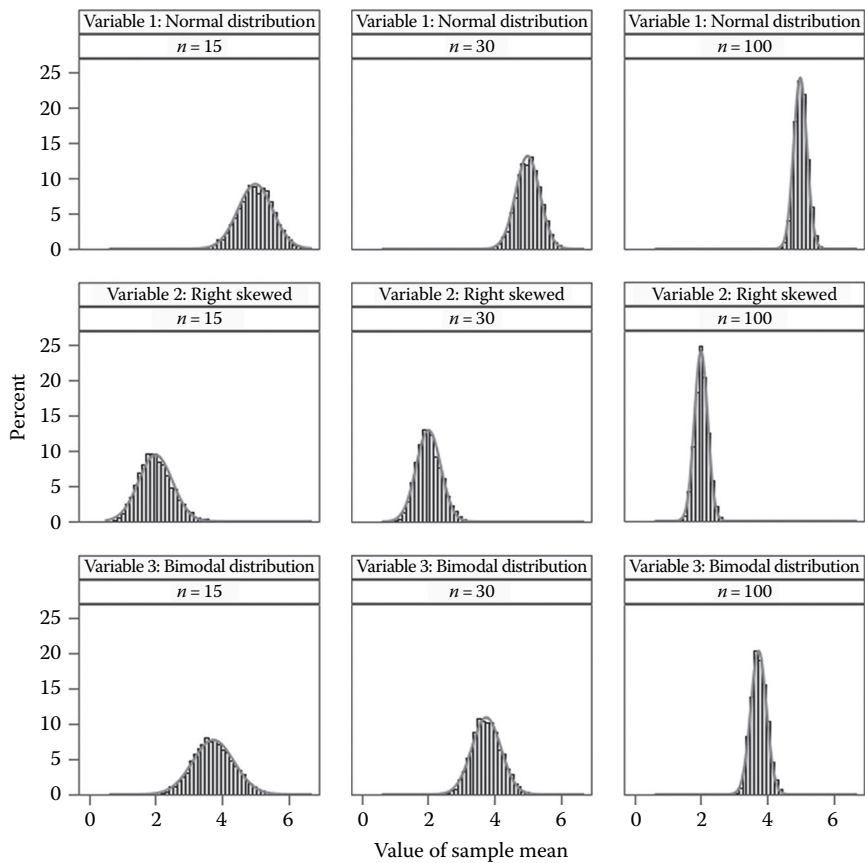 Variable 1: Normal distribution
n = 15
Variable 1: Normal distribution
n = 30
Variable 1: Normal distribution
n = 100
25
20
15
10
5
0
Variable 2: Right skewed
n = 15
Variable 2: Right skewed
n = 30
Variable 2: Right skewed
n = 100
Percent
25
20
15
10
5
0
Variable 3: Bimodal distribution
n = 15
Variable 3: Bimodal distribution
n = 30
Variable 3: Bimodal distribution
n = 100
25
20
15
10
5
0
0 2 4 6
0 2 4 6
0 2 4 6
Value of sample mean